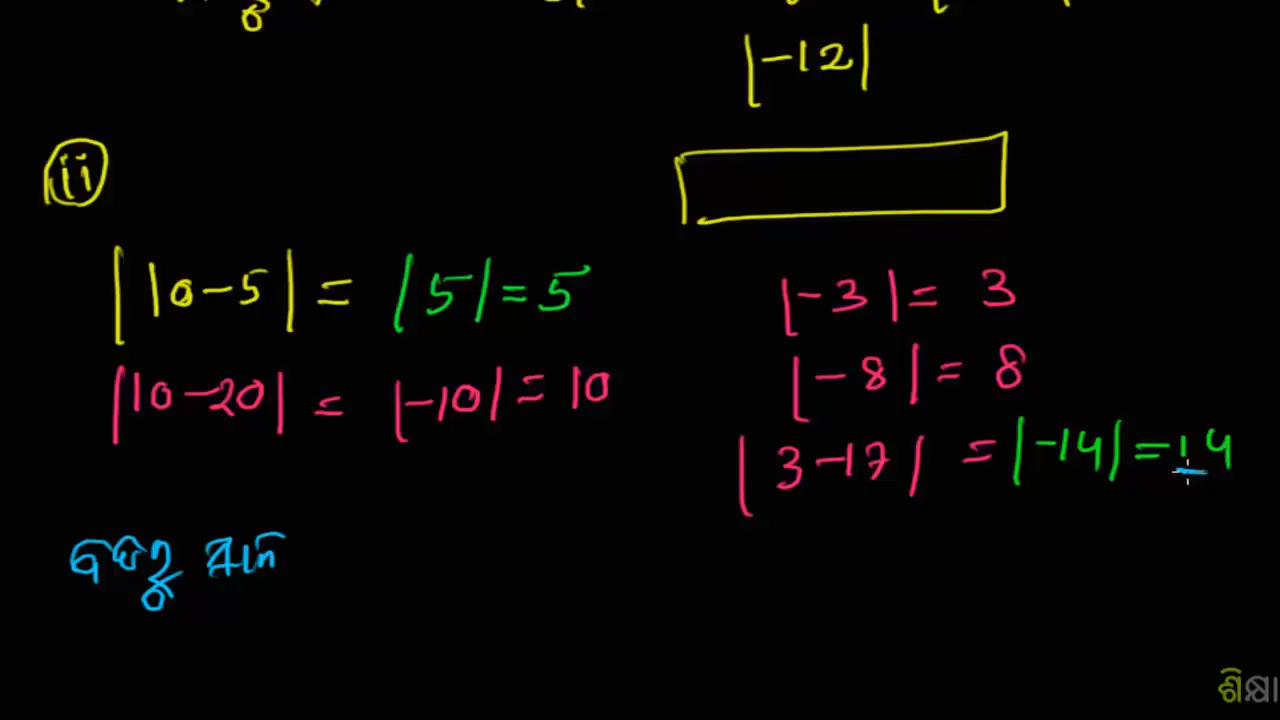 |-12|
ii
|10-5| = |5| = 5
|10-20| = |-10| = 10
|-3| = 3
|-8| = 8
|3-17| = |-14| = 14
ଶିକ୍ଷା